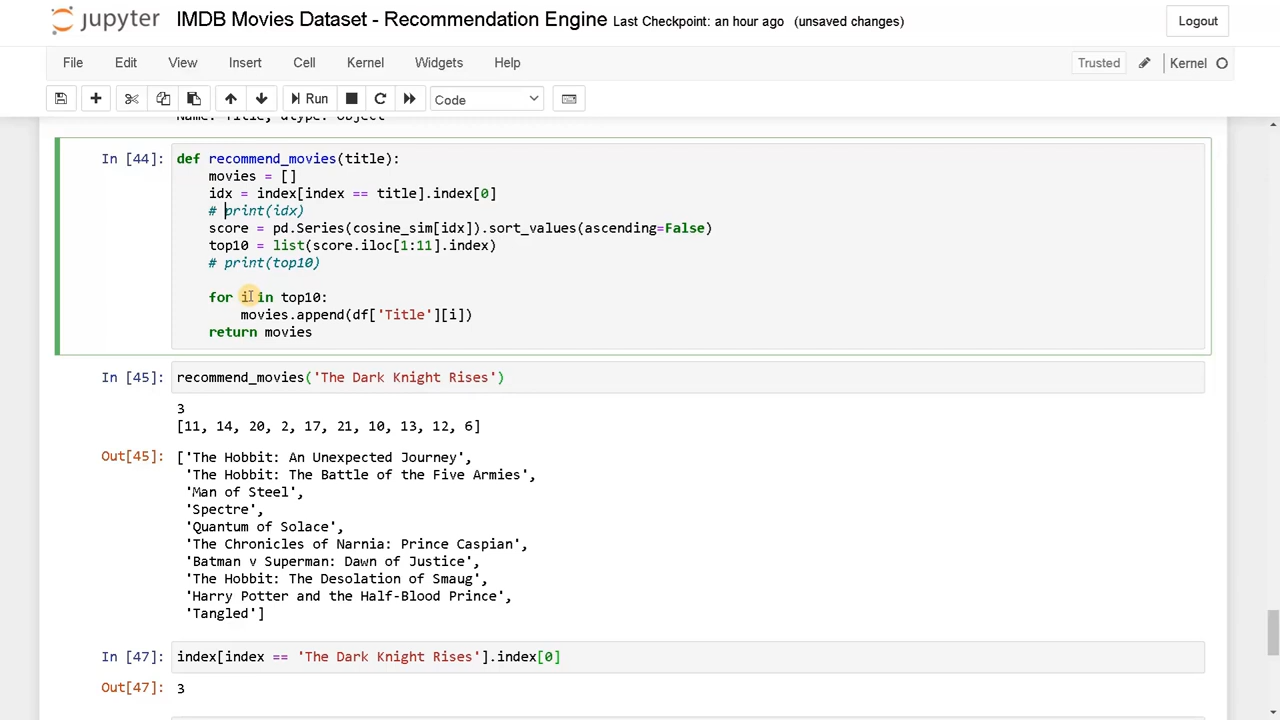 jupyter IMDB Movies Dataset - Recommendation Engine Last Checkpoint: an hour ago (unsaved changes) Logout
File Edit View Insert Cell Kernel Widgets Help Trusted Kernel
Run Code
Name: Title, dtype: object
In [44]: def recommend_movies(title):
movies = []
idx = index[index == title].index[0]
# print(idx)
score = pd.Series(cosine_sim[idx]).sort_values(ascending=False)
top10 = list(score.iloc[1:11].index)
# print(top10)
for i in top10:
movies.append(df['Title'][i])
return movies
In [45]: recommend_movies('The Dark Knight Rises')
3
[11, 14, 20, 2, 17, 21, 10, 13, 12, 6]
Out[45]: ['The Hobbit: An Unexpected Journey',
'The Hobbit: The Battle of the Five Armies',
'Man of Steel',
'Spectre',
'Quantum of Solace',
'The Chronicles of Narnia: Prince Caspian',
'Batman v Superman: Dawn of Justice',
'The Hobbit: The Desolation of Smaug',
'Harry Potter and the Half-Blood Prince',
'Tangled']
In [47]: index[index == 'The Dark Knight Rises'].index[0]
Out[47]: 3